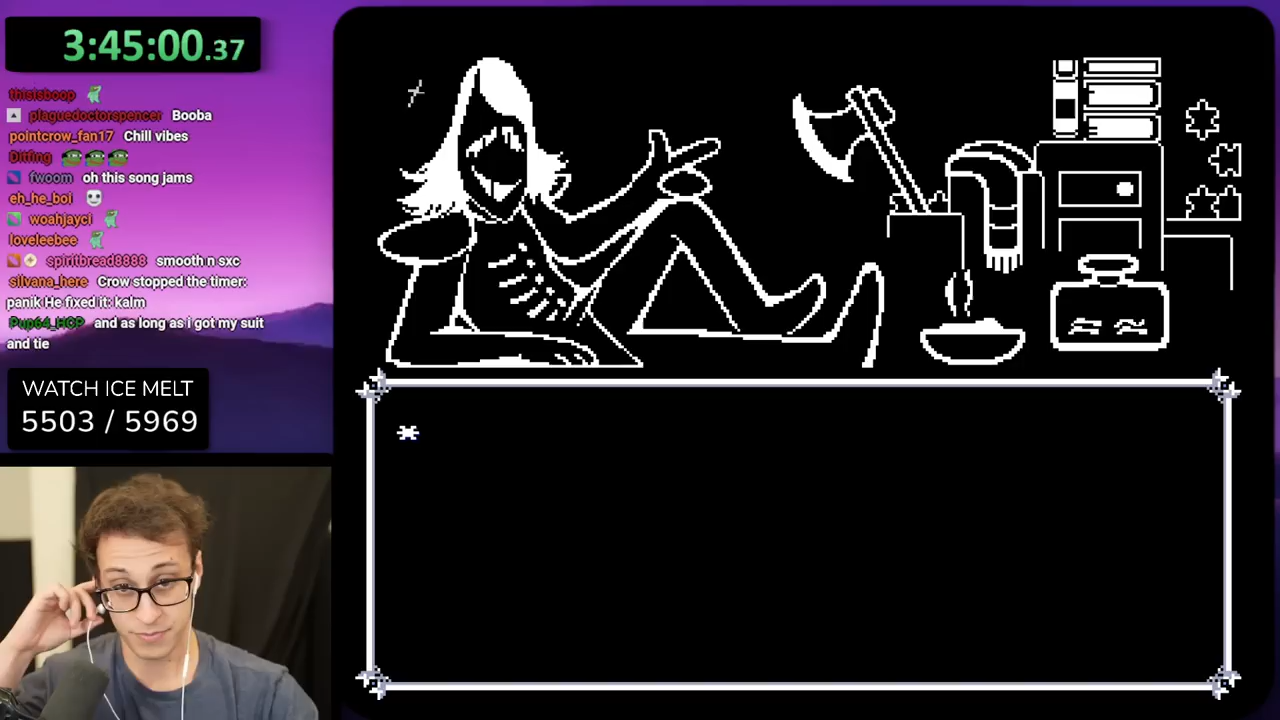 3:45:00.37
thisisboop
plaguedoctorspencer Booba
pointcrow_fan17 Chill vibes
Ditfing
fwoom oh this song jams
eh_he_boi
woahjayci
loveleebee
spiritbread8888 smooth n sxc
silvana_here Crow stopped the timer:
panik He fixed it: kalm
Pup64_HCP and as long as i got my suit
and tie
WATCH ICE MELT
5503 / 5969
*